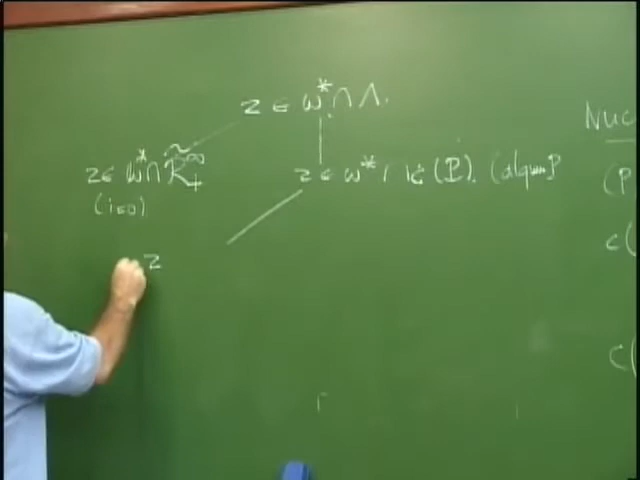 z ∈ ω* ∩ Λ.
Nuc
z ∈ ω* ∩ (P). (algum P
(P
(i=0)
c(
z
C(